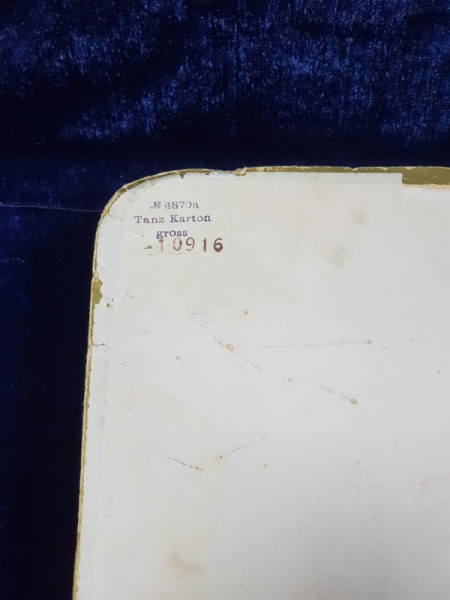 № 4870a
Tanz Karton
gross
-10916